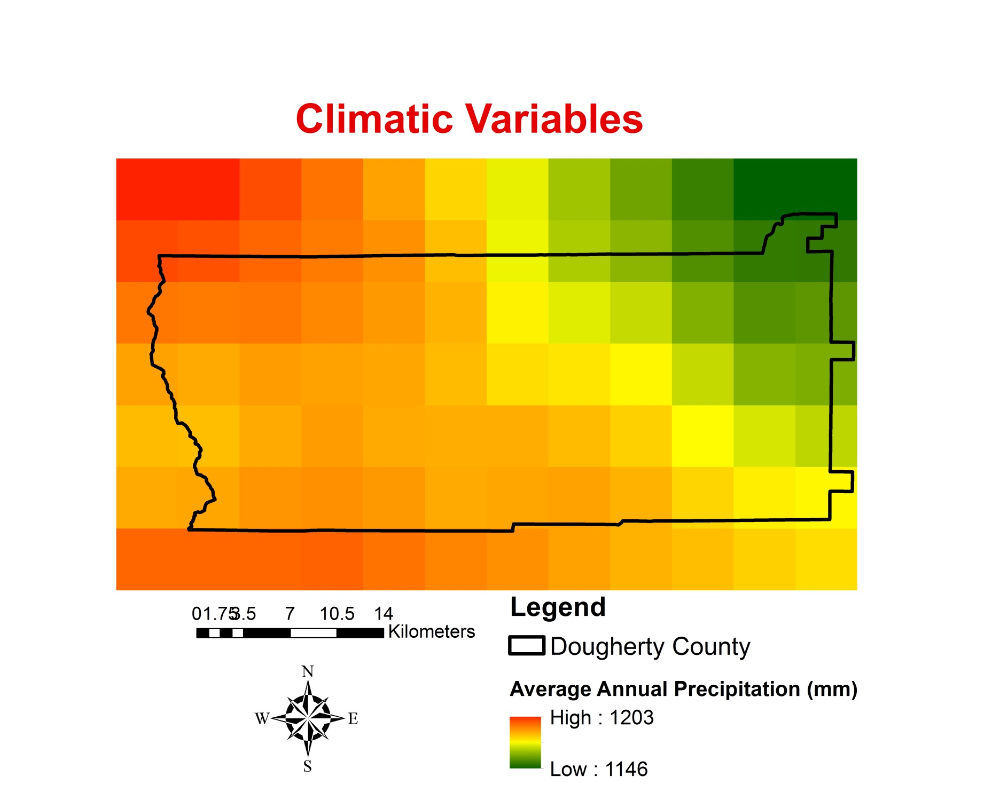 Climatic Variables
01.753.5 7 10.5 14
Kilometers
N
W E
S
Legend
Dougherty County
Average Annual Precipitation (mm)
High : 1203
Low : 1146